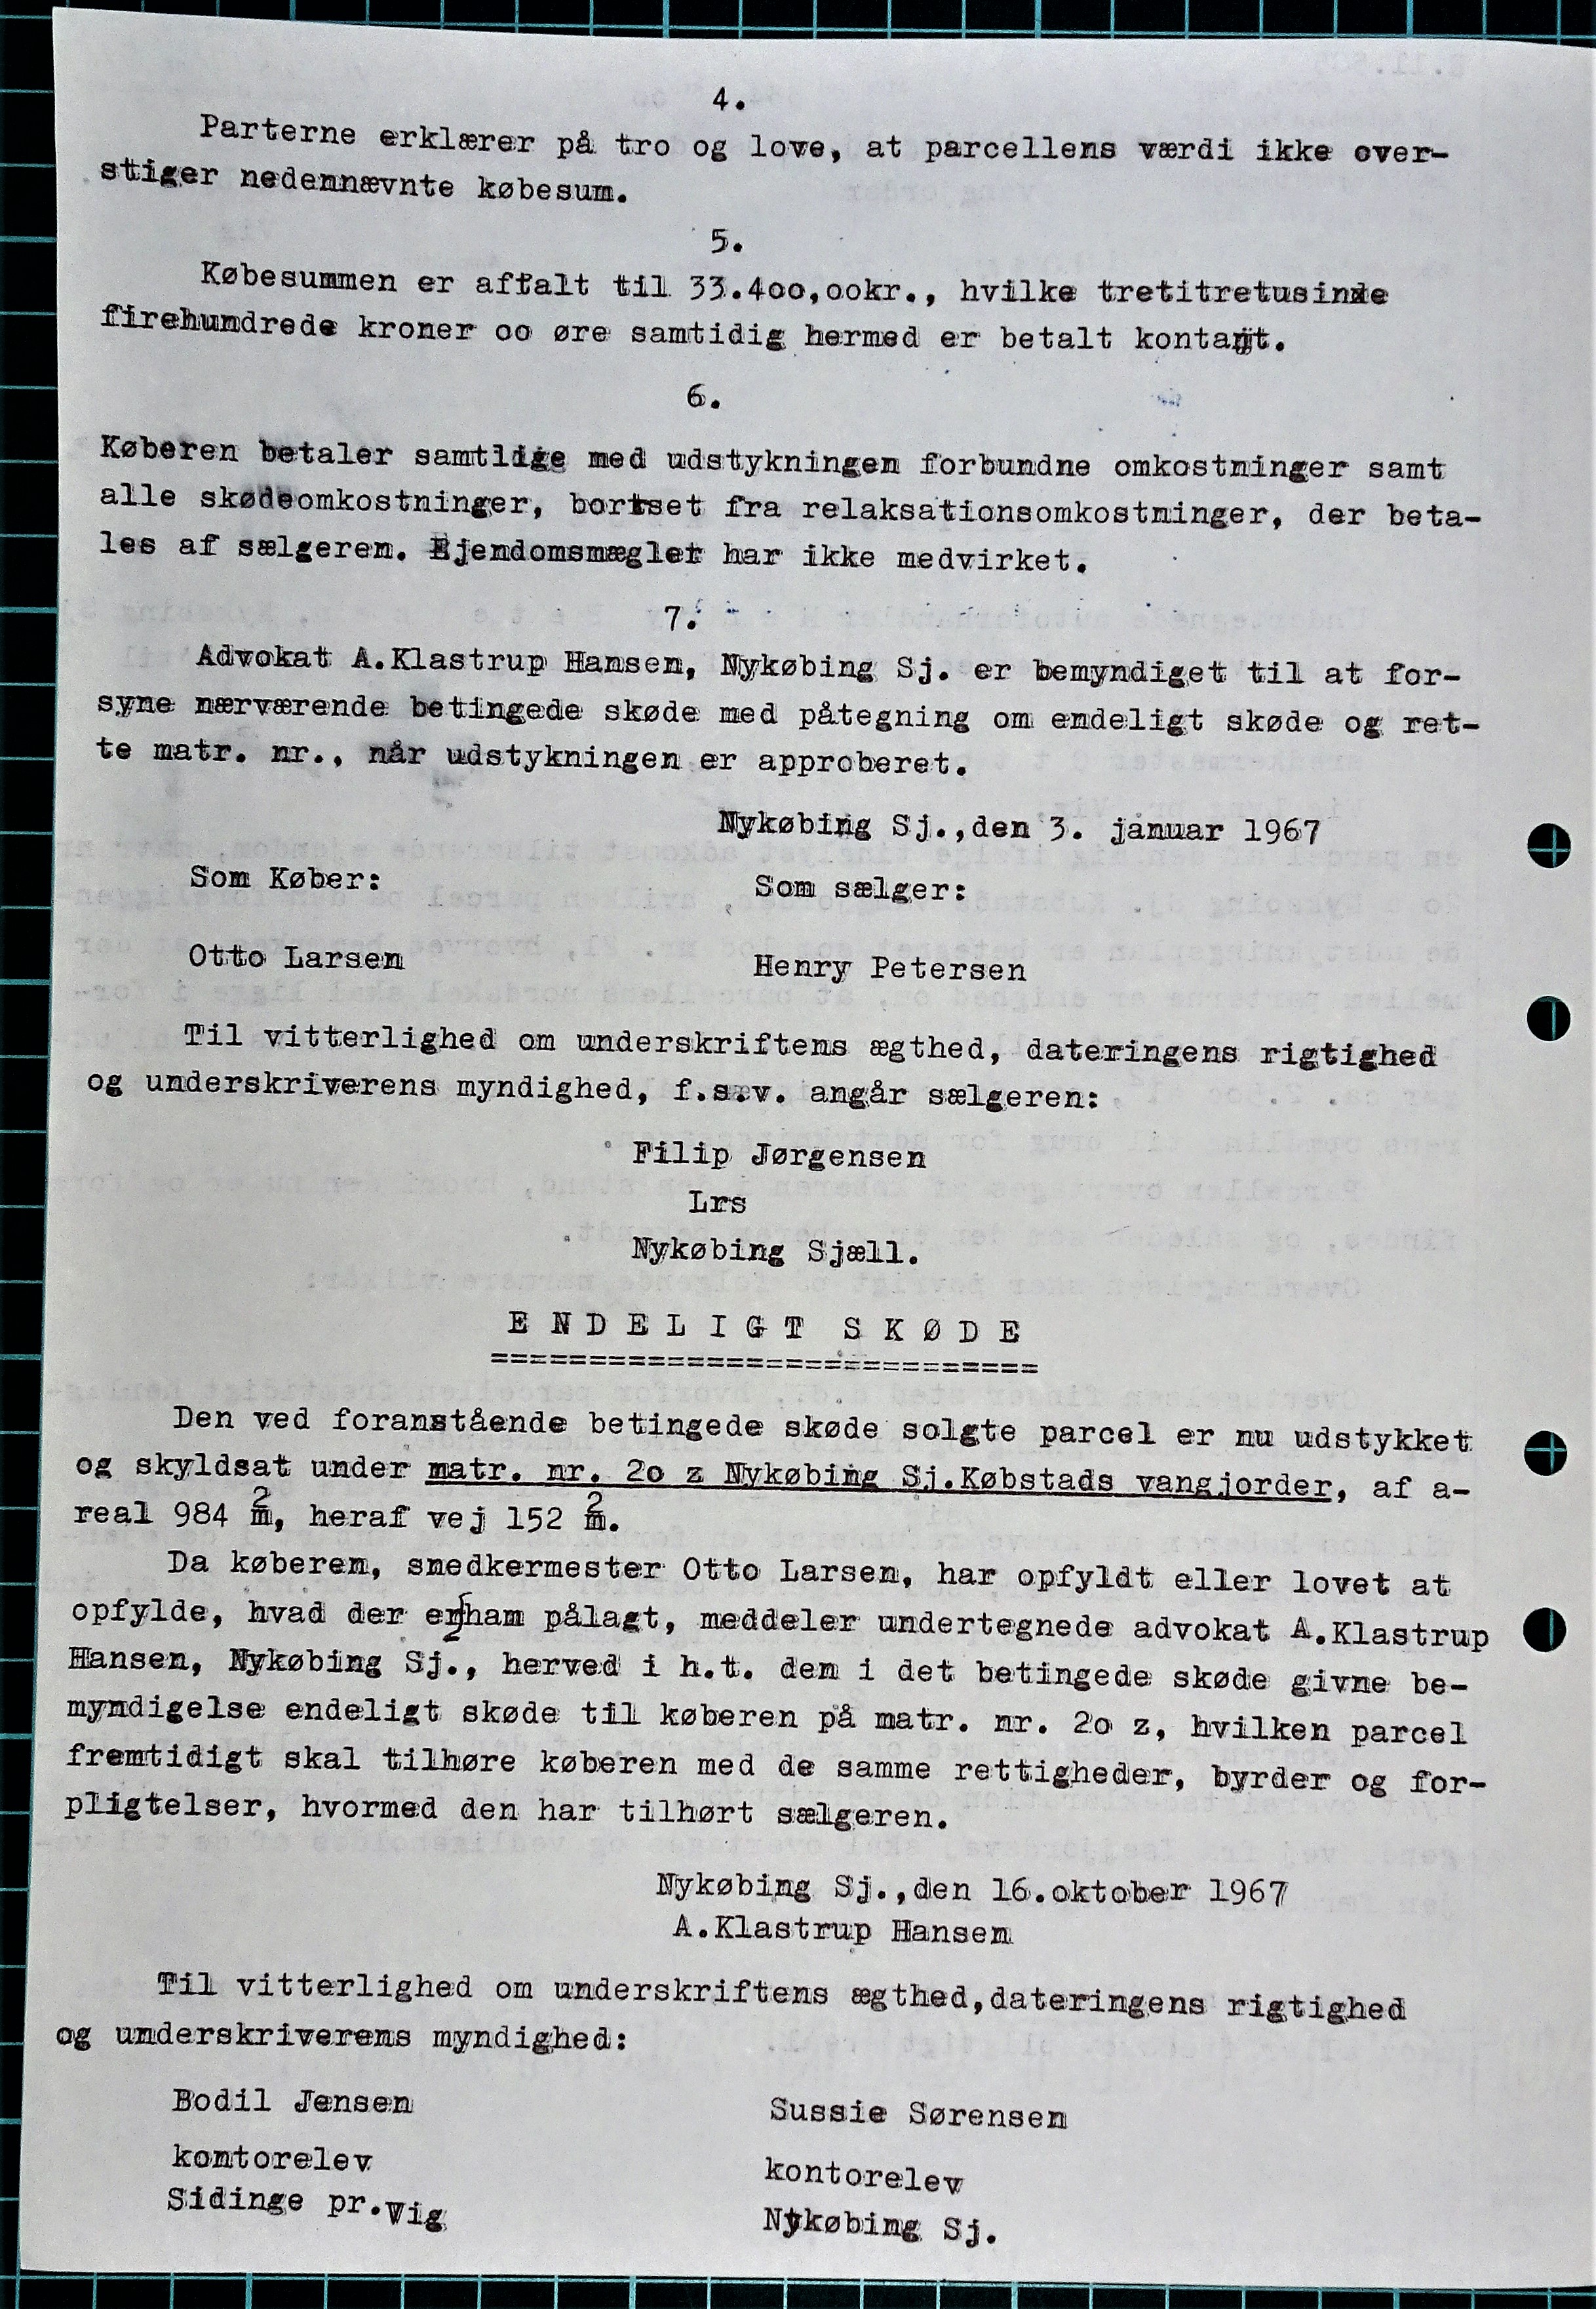 4.
Parterne erklærer på tro og love, at parcellens værdi ikke over-
stiger nedennævnte købesum.
5.
Købesummen er aftalt til 33.4oo,ookr., hvilke tretitretusinde
firehundrede kroner oo øre samtidig hermed er betalt kontant.
6.
Køberen betaler samtlige med udstykningen forbundne omkostninger samt
alle skødeomkostninger, bortset fra relaksationsomkostninger, der beta-
les af sælgeren. Ejendomsmægler har ikke medvirket.
7.
Advokat A.Klastrup Hansen, Nykøbing Sj. er bemyndiget til at for-
syne nærværende betingede skøde med påtegning om endeligt skøde og ret-
te matr. nr., når udstykningen er approberet.
Nykøbing Sj.,den 3. januar 1967
Som Køber: Som sælger:
Otto Larsen Henry Petersen
Til vitterlighed om underskriftens ægthed, dateringens rigtighed
og underskriverens myndighed, f.s.v. angår sælgeren:
Filip Jørgensen
Lrs
Nykøbing Sjæll.
E N D E L I G T S K Ø D E
============================
Den ved foranstående betingede skøde solgte parcel er nu udstykket
og skyldsat under matr. nr. 2o z Nykøbing Sj.Købstads vangjorder, af a-
real 984 m2, heraf vej 152 m2.
Da køberen, snedkermester Otto Larsen, har opfyldt eller lovet at
opfylde, hvad der er ham pålagt, meddeler undertegnede advokat A.Klastrup
Hansen, Nykøbing Sj., herved i h.t. den i det betingede skøde givne be-
myndigelse endeligt skøde til køberen på matr. nr. 2o z, hvilken parcel
fremtidigt skal tilhøre køberen med de samme rettigheder, byrder og for-
pligtelser, hvormed den har tilhørt sælgeren.
Nykøbing Sj.,den 16.oktober 1967
A.Klastrup Hansen
Til vitterlighed om underskriftens ægthed,dateringens rigtighed
og underskriverens myndighed:
Bodil Jensen Sussie Sørensen
kontorelev kontorelev
Sidinge pr.Vig Nykøbing Sj.